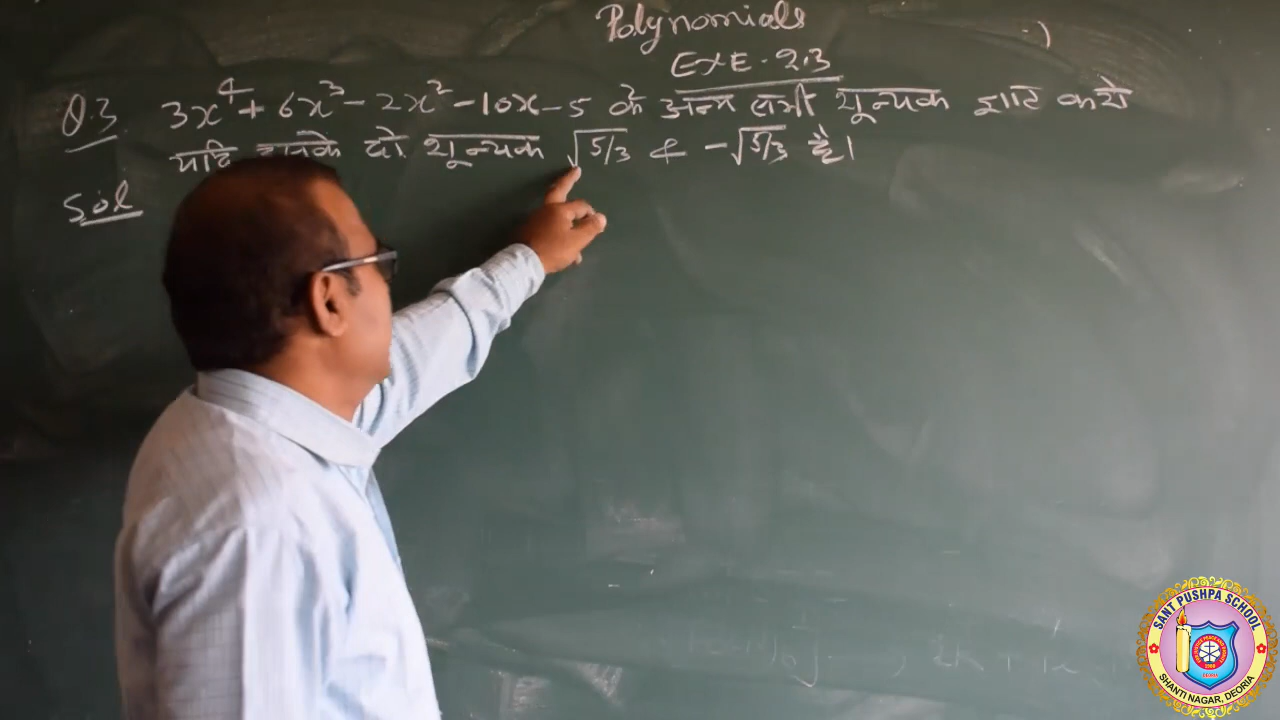 Polynomials
EXE. 2.3
Q.3 3x⁴ + 6x³ - 2x² - 10x - 5 के अन्य सभी शून्यक ज्ञात करो
यदि इसके दो शून्यक √5/3 & -√5/3 है।
Sol
SANT PUSHPA SCHOOL
SHANTI NAGAR, DEORIA